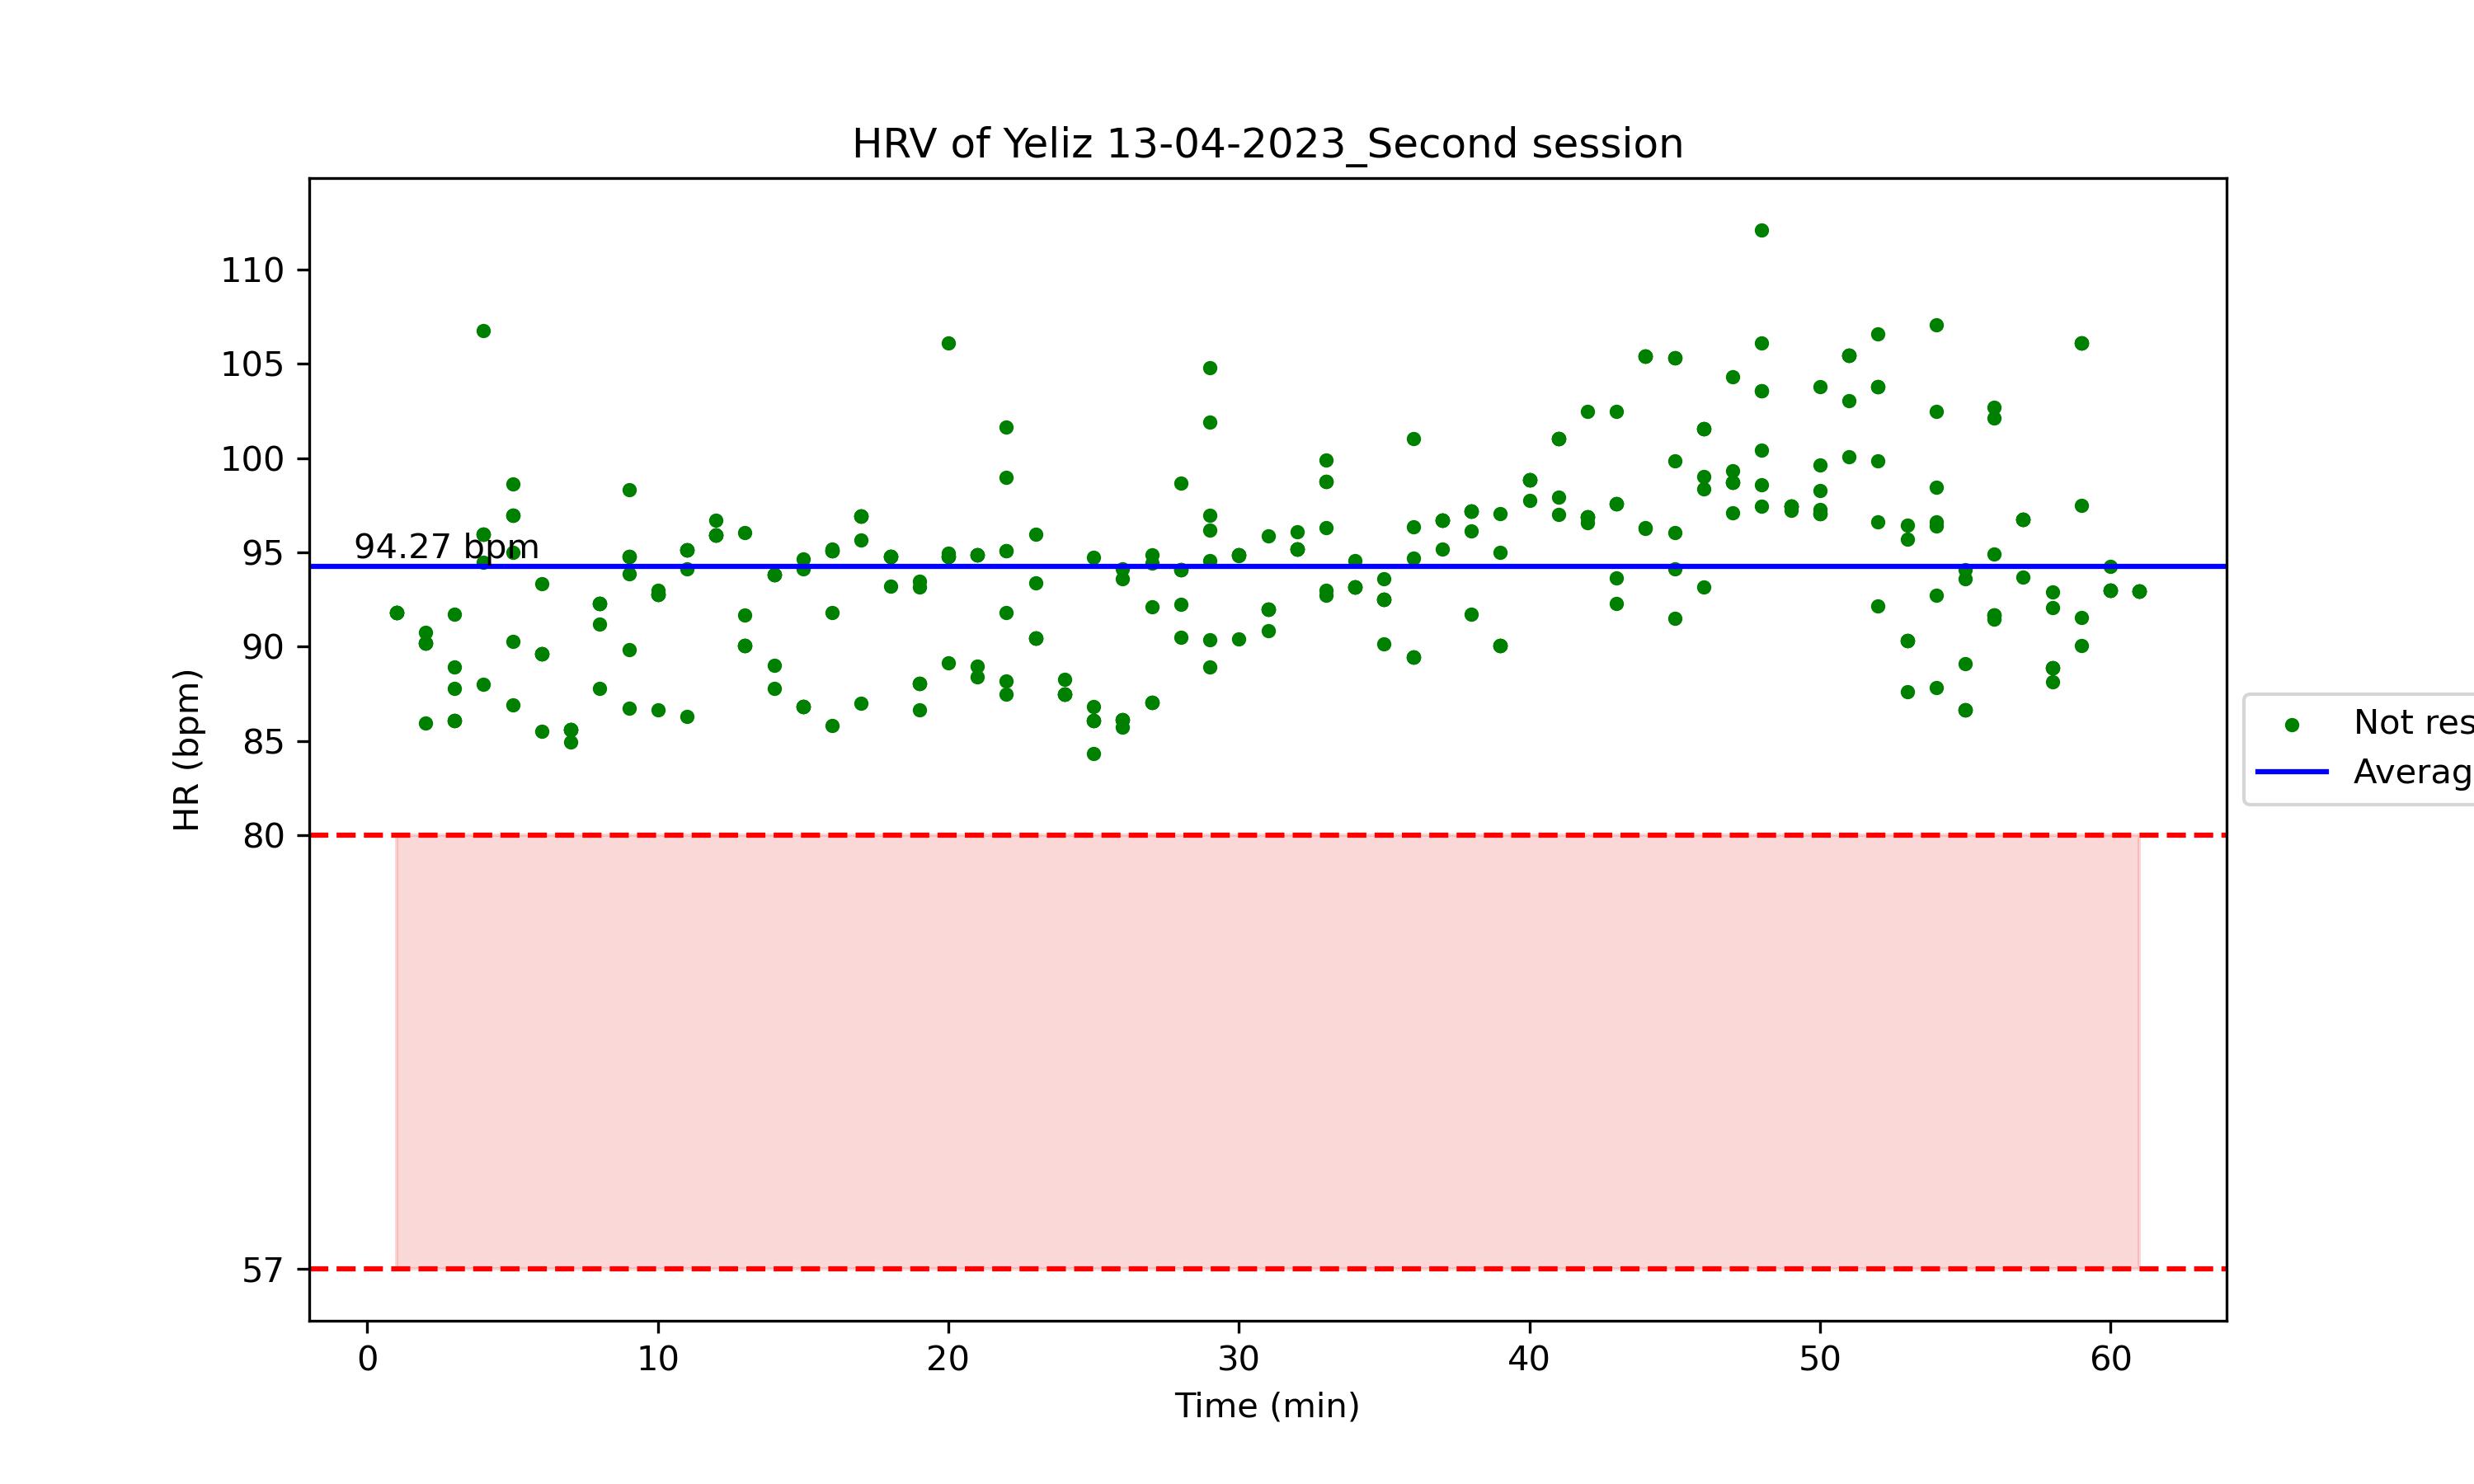 HRV of Yeliz 13-04-2023_Second session
HR (bpm)
110
105
100
95
90
85
80
57
94.27 bpm
Not res
Averag
0 10 20 30 40 50 60
Time (min)